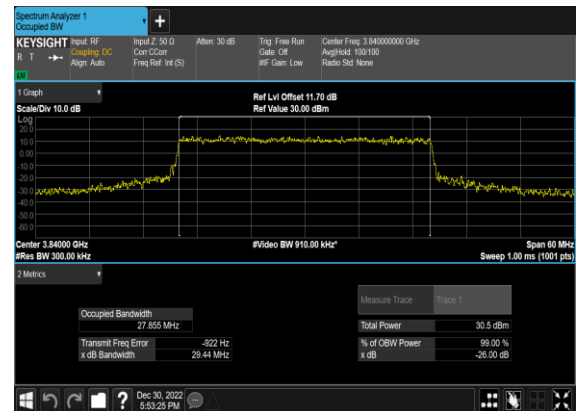 Spectrum Analyzer 1
Occupied BW
KEYSIGHT Input: RF Input Z: 50 Ω Atten: 30 dB Trig: Free Run Center Freq: 3.840000000 GHz
R T Coupling: DC Corr CCorr Gate: Off Avg|Hold: 100/100
Align: Auto Freq Ref: Int (S) #IF Gain: Low Radio Std: None
1 Graph
Ref Lvl Offset 11.70 dB
Scale/Div 10.0 dB Ref Value 30.00 dBm
Log
20.0
10.0
0.00
-10.0
-20.0
-30.0
-40.0
-50.0
-60.0
Center 3.84000 GHz #Video BW 910.00 kHz* Span 60 MHz
#Res BW 300.00 kHz Sweep 1.00 ms (1001 pts)
2 Metrics
Measure Trace Trace 1
Occupied Bandwidth
27.855 MHz Total Power 30.5 dBm
Transmit Freq Error -922 Hz % of OBW Power 99.00 %
x dB Bandwidth 29.44 MHz x dB -26.00 dB
Dec 30, 2022
5:53:25 PM